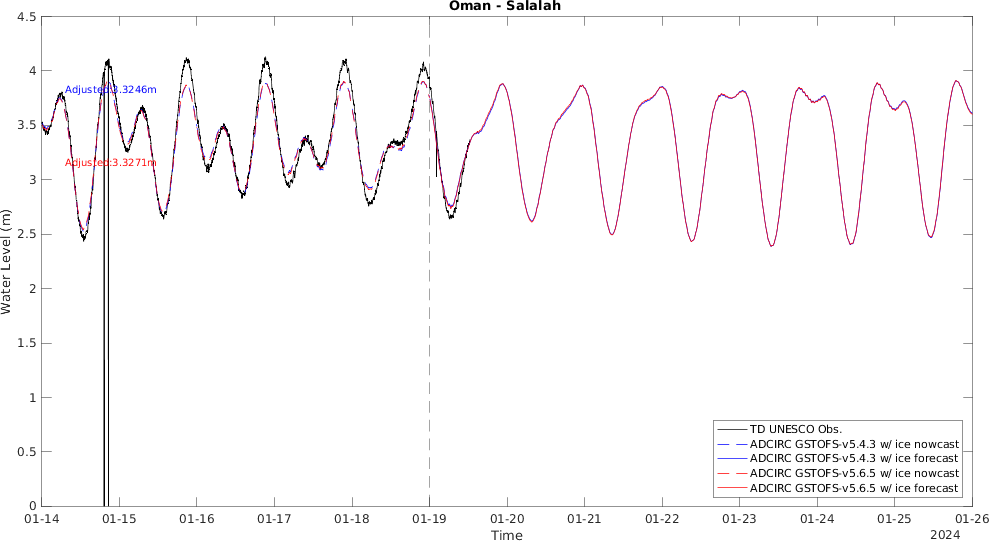 Oman - Salalah
4.5
4
3.5
3
2.5
2
1.5
1
0.5
0
Water Level (m)
Adjusted:3.3246m
Adjusted:3.3271m
TD UNESCO Obs.
ADCIRC GSTOFS-v5.4.3 w/ ice nowcast
ADCIRC GSTOFS-v5.4.3 w/ ice forecast
ADCIRC GSTOFS-v5.6.5 w/ ice nowcast
ADCIRC GSTOFS-v5.6.5 w/ ice forecast
01-14 01-15 01-16 01-17 01-18 01-19 01-20 01-21 01-22 01-23 01-24 01-25 01-26
Time
2024